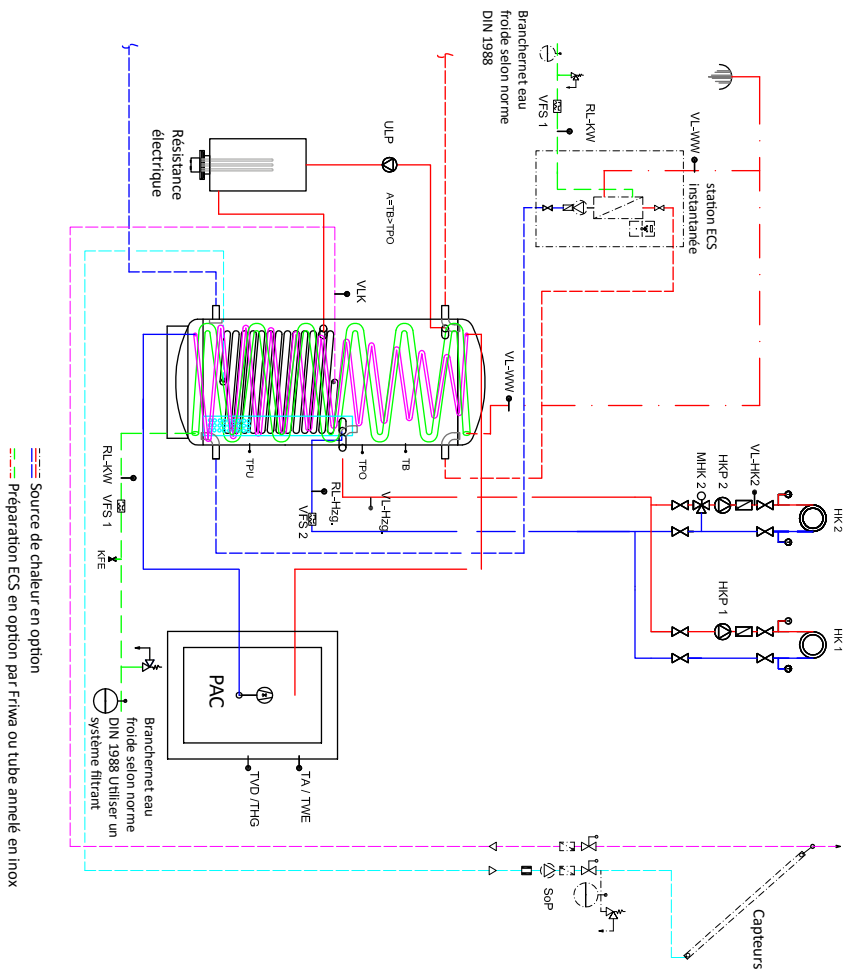 Branchernet eau
froide selon norme
DIN 1988
VFS 1
RL-KW
VL-WW
station ECS
instantanée
ULP
A=TB>TPO
Résistance
électrique
VLK
VL-WW
TPU
TPO
TB
RL-Hzg.
VFS 2
VL-Hzg.
VL-HK2
HKP 2
MHK 2
HK 2
HKP 1
HK 1
RL-KW
VFS 1
KFE
PAC
TVD /THG
TA / TWE
Branchernet eau
froide selon norme
DIN 1988 Utiliser un
système filtrant
SoP
Capteurs
Source de chaleur en option
Préparation ECS en option par Friwa ou tube annelé en inox